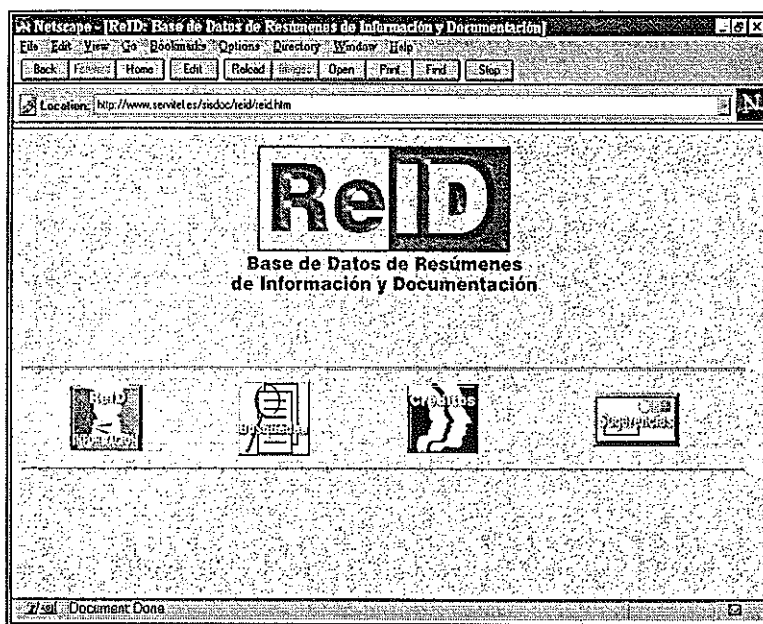 Netscape - [ReID: Base de Datos de Resúmenes de Información y Documentación]
File Edit View Go Bookmarks Options Directory Window Help
Back Forward Home Edit Reload Images Open Print Find Stop
Location: http://www.servitel.es/sisdoc/reid/reid.htm
N
ReID
Base de Datos de Resúmenes
de Información y Documentación
ReID
INFORMACION
Búsquedas
Créditos
Sugerencias
Document Done